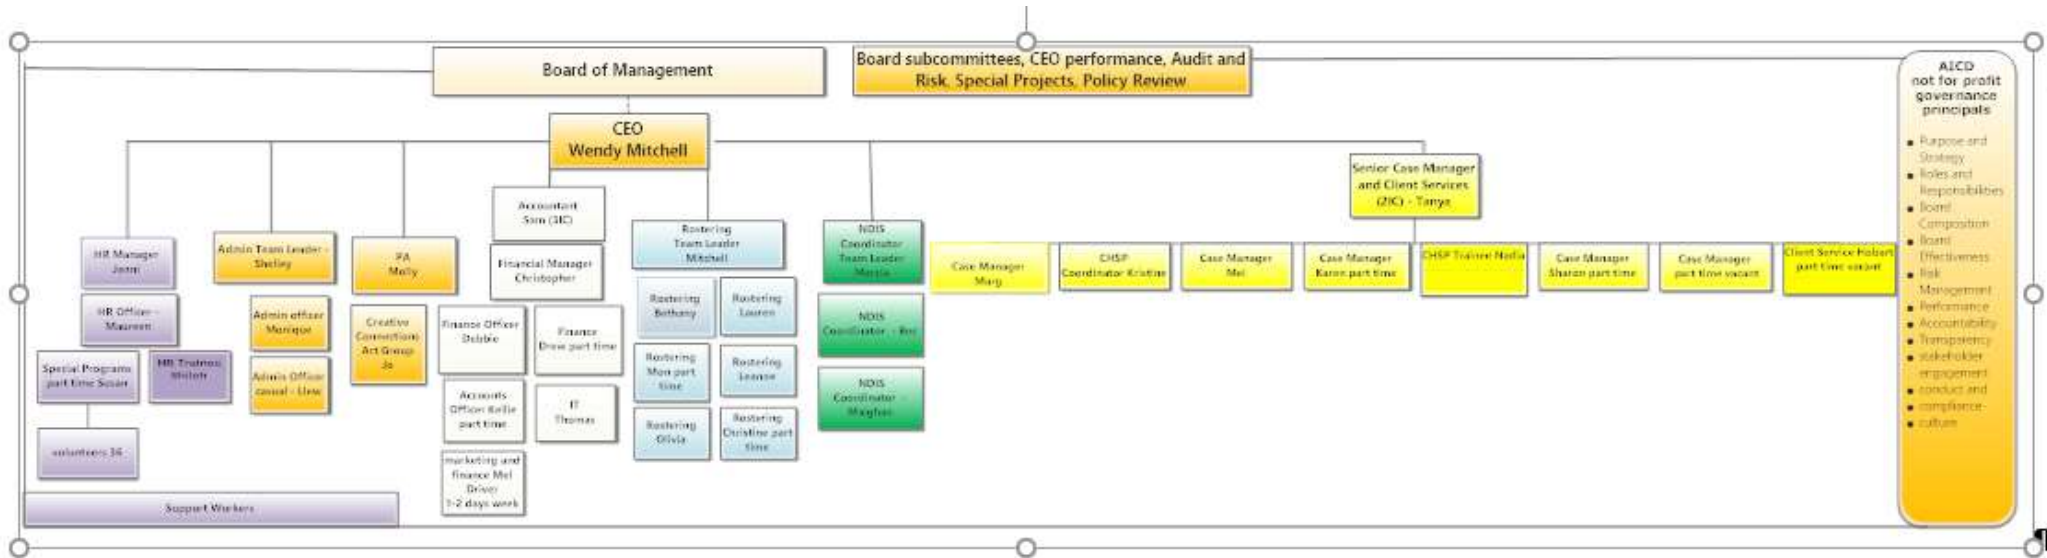 Board of Management
Board subcommittees, CEO performance, Audit and
Risk, Special Projects, Policy Review
CEO
Wendy Mitchell
Senior Case Manager
and Client Services
(2IC) - Tanya
Accountant
Sam (3IC)
HR Manager
Jenni
Admin Team Leader -
Shelley
PA
Molly
Financial Manager
Christopher
Rostering
Team Leader
Mitchell
NDIS
Coordinator
Team Leader
Case Manager
Marg
CHSP
Coordinator Kristine
Case Manager
Mel
Case Manager
Karen part time
CHSP Trainee Nadia
Case Manager
Sharon part time
Case Manager
part time vacant
Client Service Hobart
part time vacant
HR Officer -
Maureen
Admin officer
Monique
Creative
Connections
Art Group
Jo
Finance Officer
Debbie
Finance
Drew part time
Rostering
Bethany
Rostering
Lauren
NDIS
Coordinator -
Special Programs
part time Susan
HR Trainee
Admin Officer
casual -
Accounts
Officer Kellie
part time
IT
Thomas
Rostering
Mon part
time
Rostering
Leanne
NDIS
Coordinator -
Meighan
volunteers 36
marketing and
finance Mel
Driver
1-2 days week
Rostering
Olivia
Rostering
Christine part
time
Support Workers
AICD
not for profit
governance
principals
Purpose and
Strategy
Roles and
Responsibilities
Board
Composition
Board
Effectiveness
Risk
Management
Performance
Accountability
Transparency
stakeholder
engagement
conduct and
compliance
culture